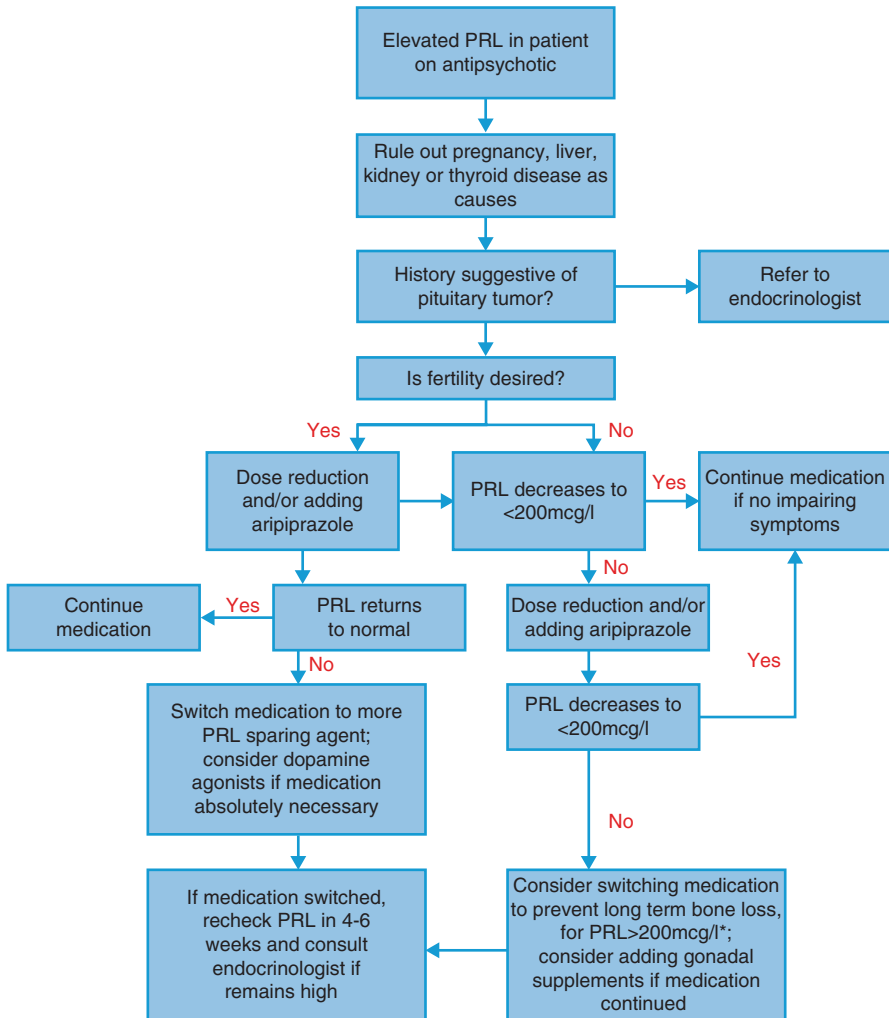 Elevated PRL in patient
on antipsychotic
Rule out pregnancy, liver,
kidney or thyroid disease as
causes
History suggestive of
pituitary tumor?
Refer to
endocrinologist
Is fertility desired?
Yes
No
Dose reduction
and/or adding
aripiprazole
PRL decreases to
<200mcg/l
Yes
Continue medication
if no impairing
symptoms
No
Continue
medication
Yes
PRL returns
to normal
Dose reduction and/or
adding aripiprazole
No
Yes
Switch medication to more
PRL sparing agent;
consider dopamine
agonists if medication
absolutely necessary
PRL decreases to
<200mcg/l
No
If medication switched,
recheck PRL in 4-6
weeks and consult
endocrinologist if
remains high
Consider switching medication
to prevent long term bone loss,
for PRL>200mcg/l*;
consider adding gonadal
supplements if medication
continued